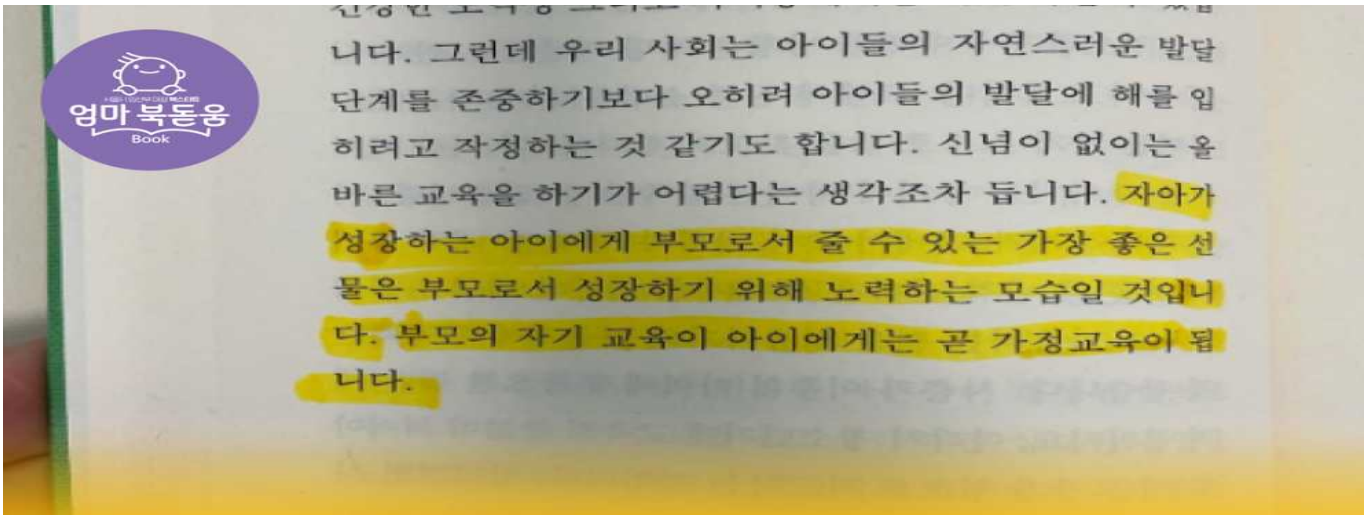 엄마 북돋움
Book
니다. 그런데 우리 사회는 아이들의 자연스러운 발달
단계를 존중하기보다 오히려 아이들의 발달에 해를 입
히려고 작정하는 것 같기도 합니다. 신념이 없이는 올
바른 교육을 하기가 어렵다는 생각조차 듭니다. 자아가
성장하는 아이에게 부모로서 줄 수 있는 가장 좋은 선
물은 부모로서 성장하기 위해 노력하는 모습일 것입니
다. 부모의 자기 교육이 아이에게는 곧 가정교육이 됩
니다.